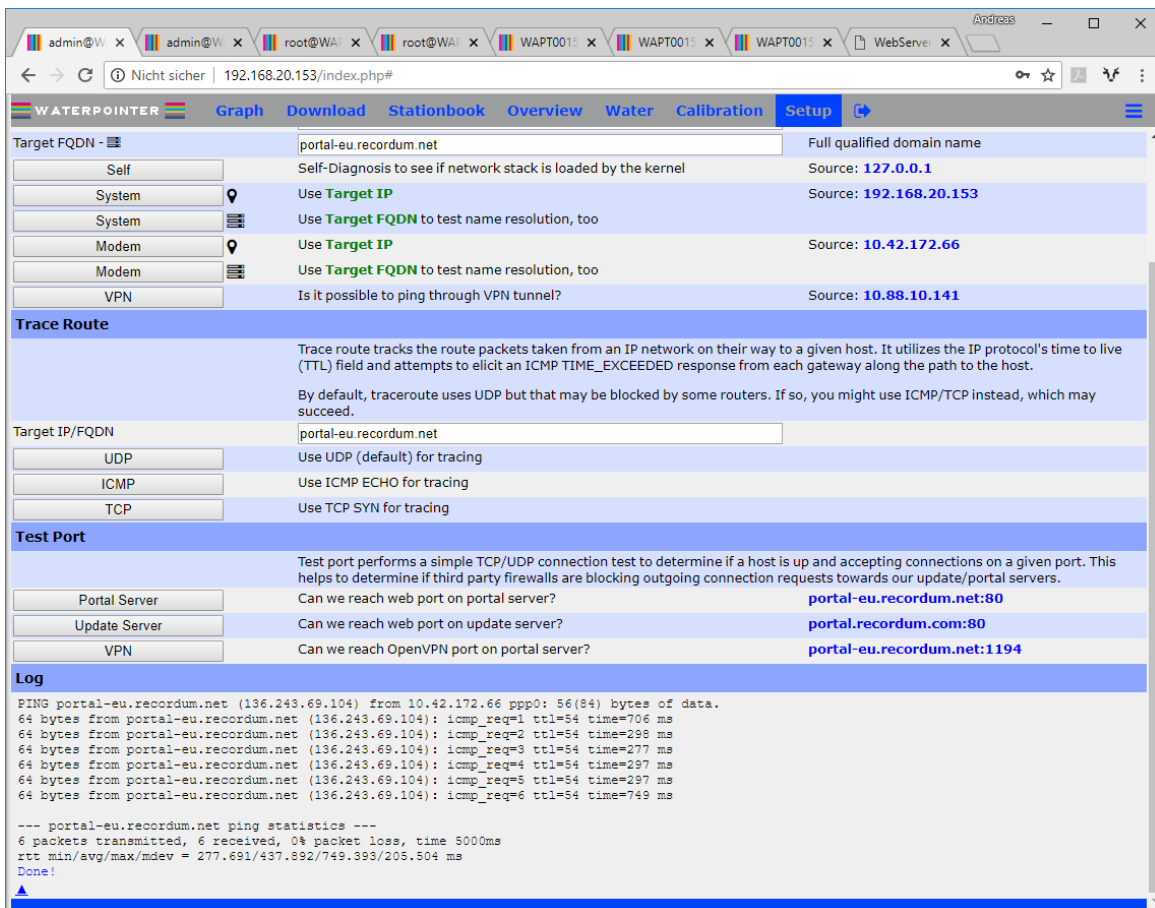 Andreas
admin@W
admin@W
root@WAP
root@WAP
WAPT0015
WAPT0015
WAPT0015
WebServer
Nicht sicher | 192.168.20.153/index.php#
WATERPOINTER Graph Download Stationbook Overview Water Calibration Setup
Target FQDN - portal-eu.recordum.net Full qualified domain name
Self Self-Diagnosis to see if network stack is loaded by the kernel Source: 127.0.0.1
System Use Target IP Source: 192.168.20.153
System Use Target FQDN to test name resolution, too
Modem Use Target IP Source: 10.42.172.66
Modem Use Target FQDN to test name resolution, too
VPN Is it possible to ping through VPN tunnel? Source: 10.88.10.141
Trace Route
Trace route tracks the route packets taken from an IP network on their way to a given host. It utilizes the IP protocol's time to live
(TTL) field and attempts to elicit an ICMP TIME_EXCEEDED response from each gateway along the path to the host.
By default, traceroute uses UDP but that may be blocked by some routers. If so, you might use ICMP/TCP instead, which may
succeed.
Target IP/FQDN portal-eu.recordum.net
UDP Use UDP (default) for tracing
ICMP Use ICMP ECHO for tracing
TCP Use TCP SYN for tracing
Test Port
Test port performs a simple TCP/UDP connection test to determine if a host is up and accepting connections on a given port. This
helps to determine if third party firewalls are blocking outgoing connection requests towards our update/portal servers.
Portal Server Can we reach web port on portal server? portal-eu.recordum.net:80
Update Server Can we reach web port on update server? portal.recordum.com:80
VPN Can we reach OpenVPN port on portal server? portal-eu.recordum.net:1194
Log
PING portal-eu.recordum.net (136.243.69.104) from 10.42.172.66 ppp0: 56(84) bytes of data.
64 bytes from portal-eu.recordum.net (136.243.69.104): icmp_req=1 ttl=54 time=706 ms
64 bytes from portal-eu.recordum.net (136.243.69.104): icmp_req=2 ttl=54 time=298 ms
64 bytes from portal-eu.recordum.net (136.243.69.104): icmp_req=3 ttl=54 time=277 ms
64 bytes from portal-eu.recordum.net (136.243.69.104): icmp_req=4 ttl=54 time=297 ms
64 bytes from portal-eu.recordum.net (136.243.69.104): icmp_req=5 ttl=54 time=297 ms
64 bytes from portal-eu.recordum.net (136.243.69.104): icmp_req=6 ttl=54 time=749 ms
--- portal-eu.recordum.net ping statistics ---
6 packets transmitted, 6 received, 0% packet loss, time 5000ms
rtt min/avg/max/mdev = 277.691/437.892/749.393/205.504 ms
Done!